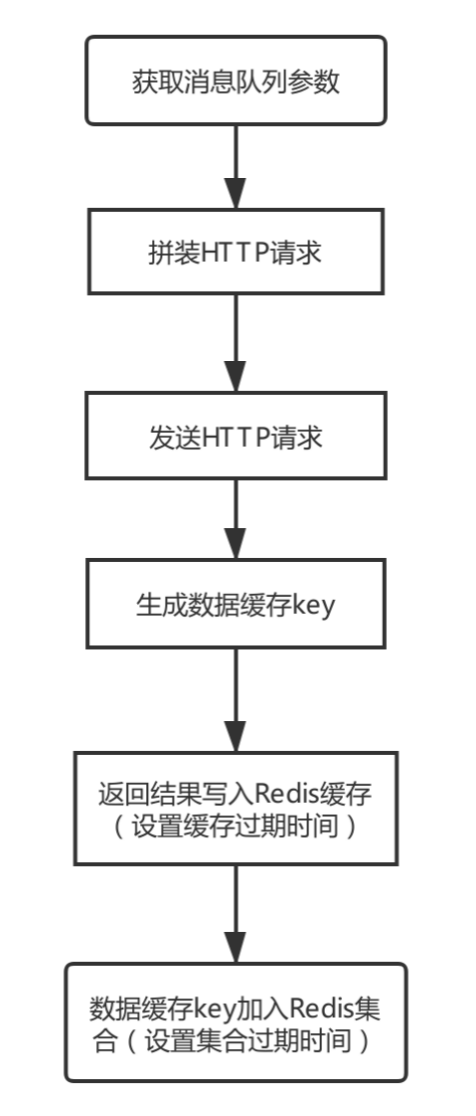 获取消息队列参数
拼装HTTP请求
发送HTTP请求
生成数据缓存key
返回结果写入Redis缓存
（设置缓存过期时间）
数据缓存key加入Redis集
合（设置集合过期时间）